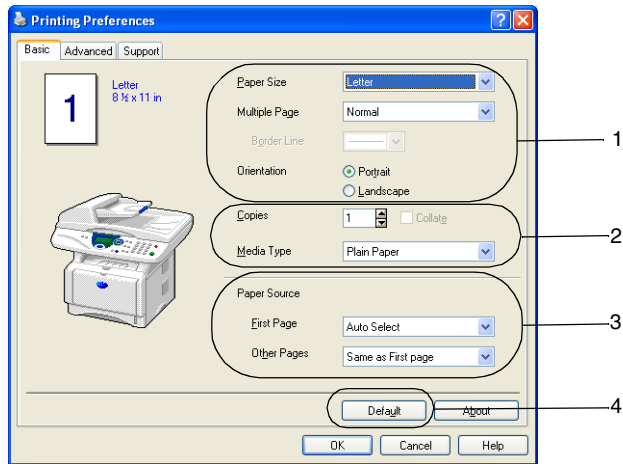 Printing Preferences
Basic Advanced Support
1
Letter
8 ½ x 11 in
Paper Size Letter
Multiple Page Normal
Border Line
Orientation Portrait
Landscape
1
Copies 1 Collate
Media Type Plain Paper
2
Paper Source
First Page Auto Select
Other Pages Same as First page
3
Default About
4
OK Cancel Help